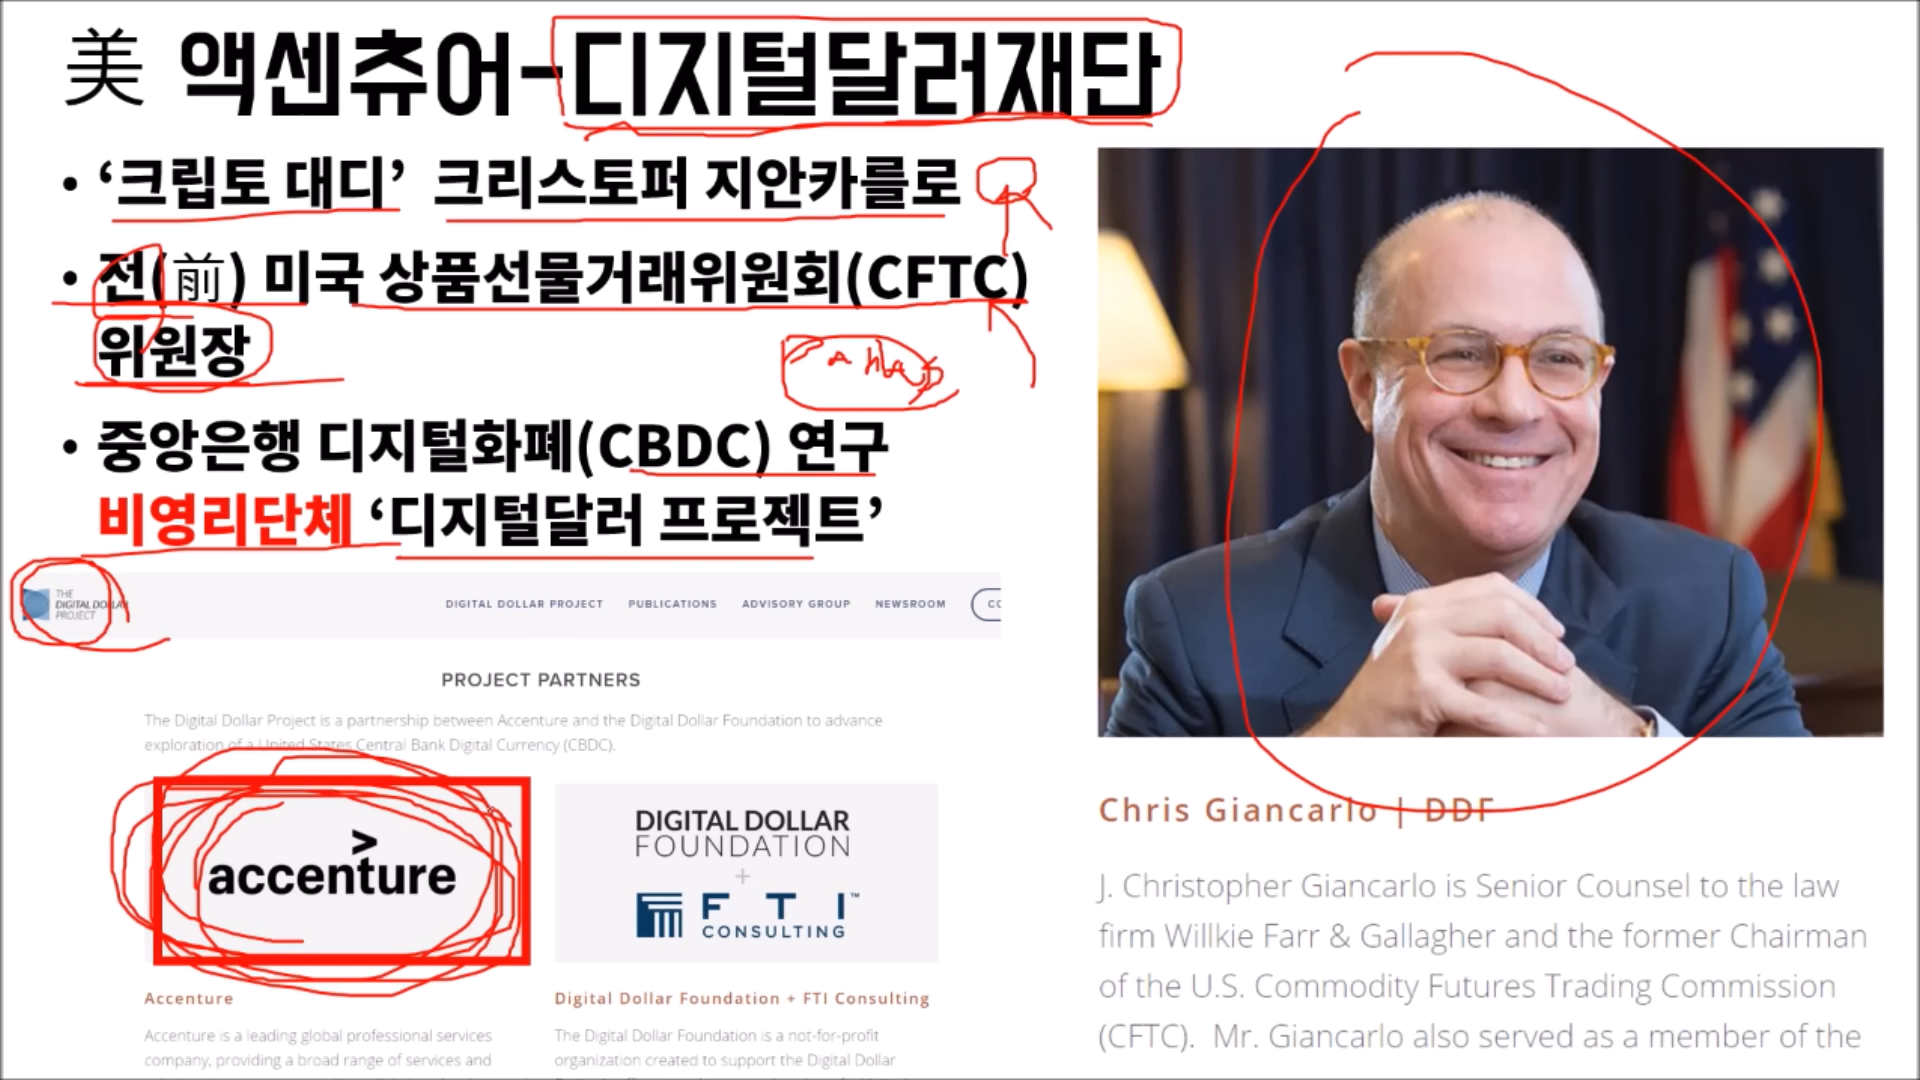 美 액센츄어-디지털달러재단
• ‘크립토 대디’ 크리스토퍼 지안카를로
• 전(前) 미국 상품선물거래위원회(CFTC)
위원장
• 중앙은행 디지털화폐(CBDC) 연구
비영리단체 ‘디지털달러 프로젝트’
THE
DIGITAL DOLLAR
PROJECT
DIGITAL DOLLAR PROJECT PUBLICATIONS ADVISORY GROUP NEWSROOM
PROJECT PARTNERS
The Digital Dollar Project is a partnership between Accenture and the Digital Dollar Foundation to advance
exploration of a United States Central Bank Digital Currency (CBDC).
accenture
DIGITAL DOLLAR
FOUNDATION
+
F T I™
CONSULTING
Accenture
Accenture is a leading global professional services
company, providing a broad range of services and
Digital Dollar Foundation + FTI Consulting
The Digital Dollar Foundation is a not-for-profit
organization created to support the Digital Dollar
Chris Giancarlo | DDF
J. Christopher Giancarlo is Senior Counsel to the law
firm Willkie Farr & Gallagher and the former Chairman
of the U.S. Commodity Futures Trading Commission
(CFTC). Mr. Giancarlo also served as a member of the